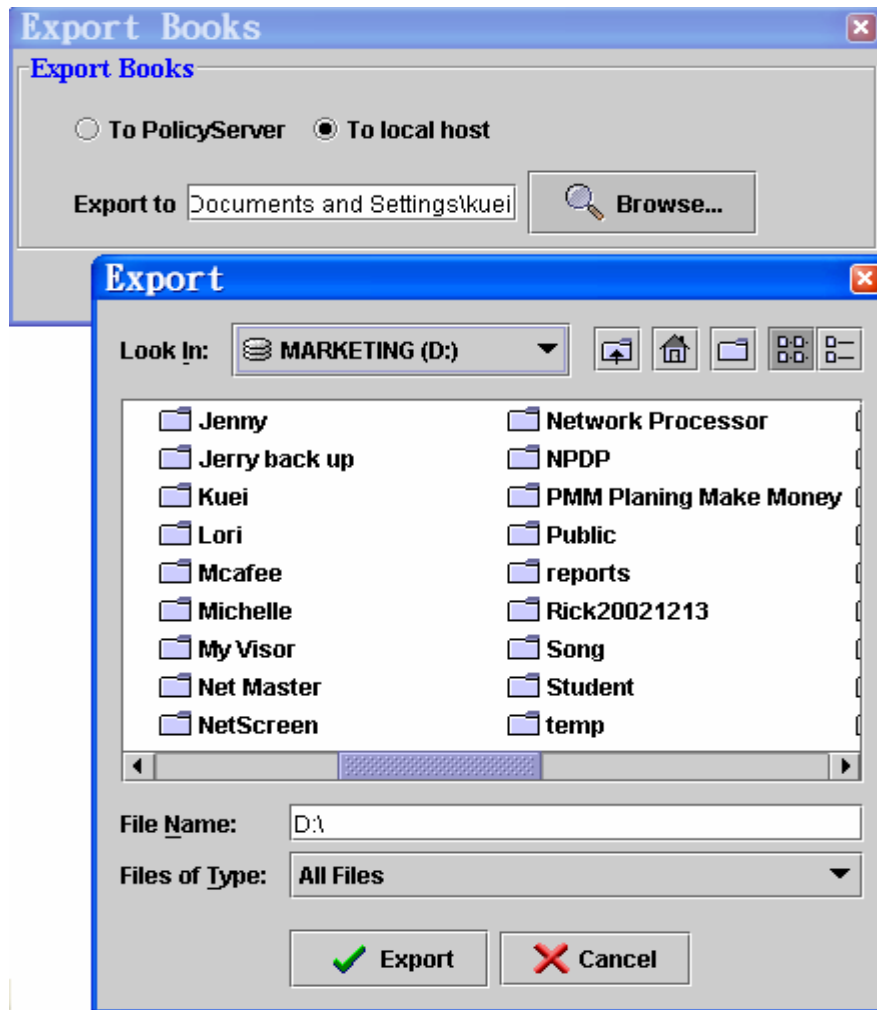 Export Books
Export Books
To PolicyServer To local host
Export to Documents and Settings\kuei Browse...
Export
Look In: MARKETING (D:)
Jenny Network Processor
Jerry back up NPDP
Kuei PMM Planing Make Money
Lori Public
Mcafee reports
Michelle Rick20021213
My Visor Song
Net Master Student
NetScreen temp
File Name: D:\
Files of Type: All Files
Export Cancel